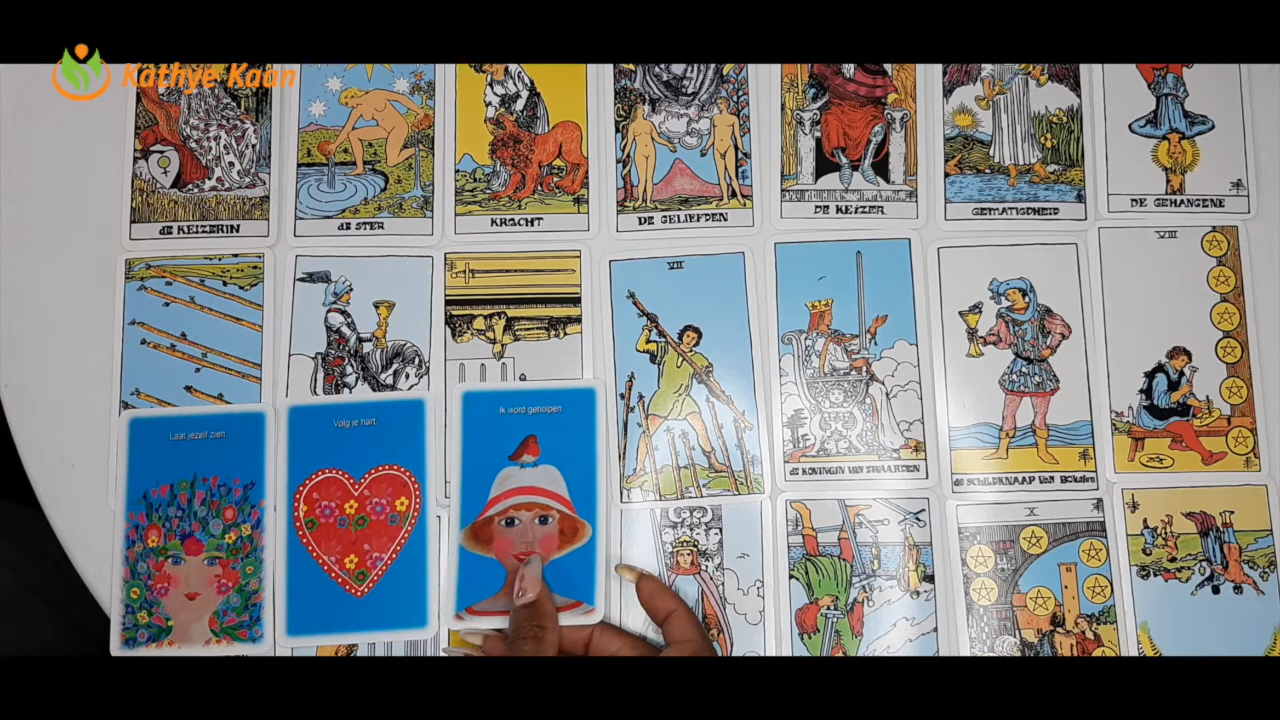 Kathye Kaan
de KEIZERIN
de STER
KRACHT
DE GELIEFDEN
DE KEIZER
GEMATIGDHEID
DE GEHANGENE
VII
VIII
de KONINGIN VAN ZWAARDEN
de SCHILDKNAAP VAN Bokalen
Laat jezelf zien.
Volg je hart.
Ik word geholpen.
X